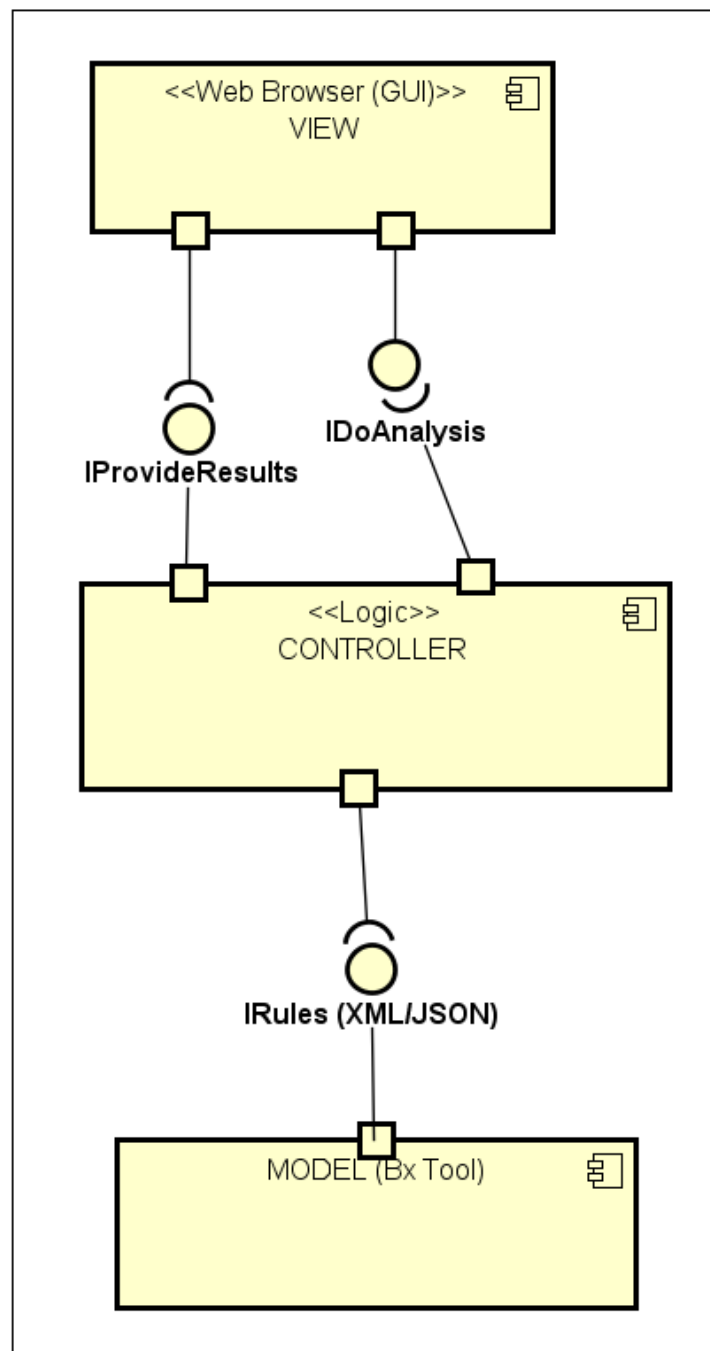 <<Web Browser (GUI)>>
VIEW
IDoAnalysis
IProvideResults
<<Logic>>
CONTROLLER
IRules (XML/JSON)
MODEL (Bx Tool)